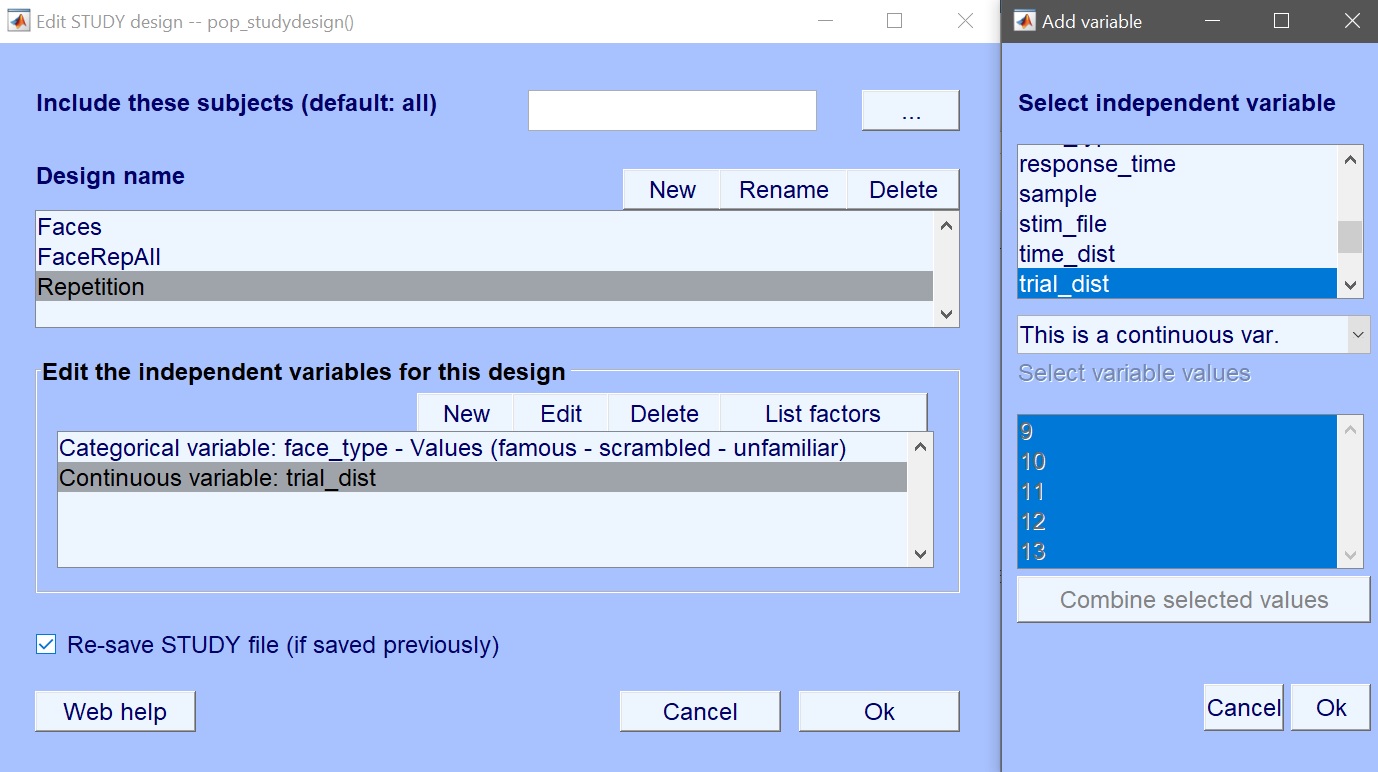 Edit STUDY design -- pop_studydesign()
Include these subjects (default: all)
...
Design name
New Rename Delete
Faces
FaceRepAll
Repetition
Edit the independent variables for this design
New Edit Delete List factors
Categorical variable: face_type - Values (famous - scrambled - unfamiliar)
Continuous variable: trial_dist
Re-save STUDY file (if saved previously)
Web help Cancel Ok
Add variable
Select independent variable
response_time
sample
stim_file
time_dist
trial_dist
This is a continuous var.
Select variable values
9
10
11
12
13
Combine selected values
Cancel Ok